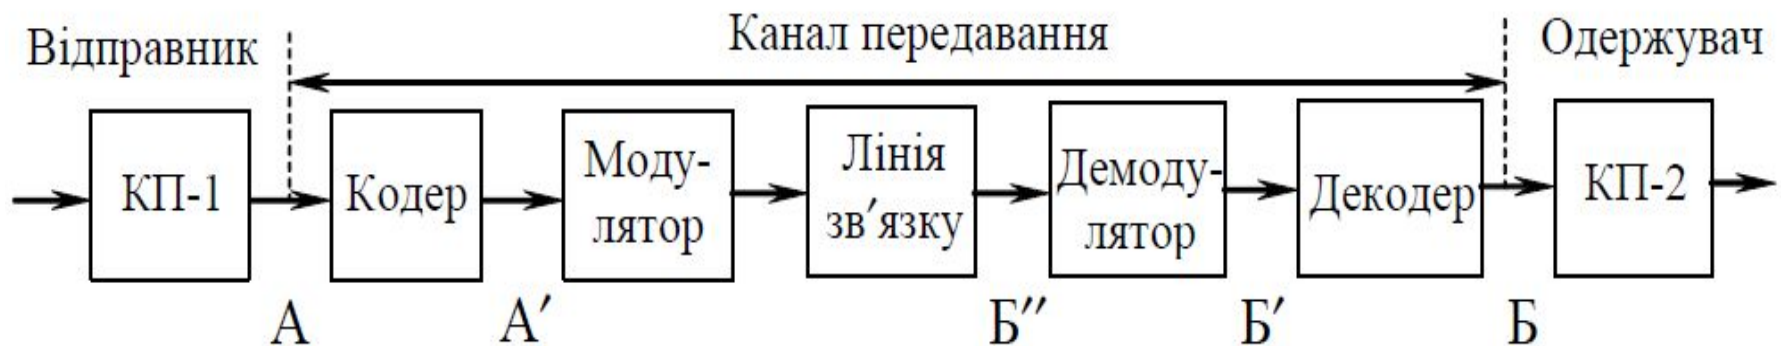 Відправник
Канал передавання
Одержувач
КП-1
Кодер
Моду-
лятор
Лінія
зв′язку
Демоду-
лятор
Декодер
КП-2
А
А′
Б″
Б′
Б